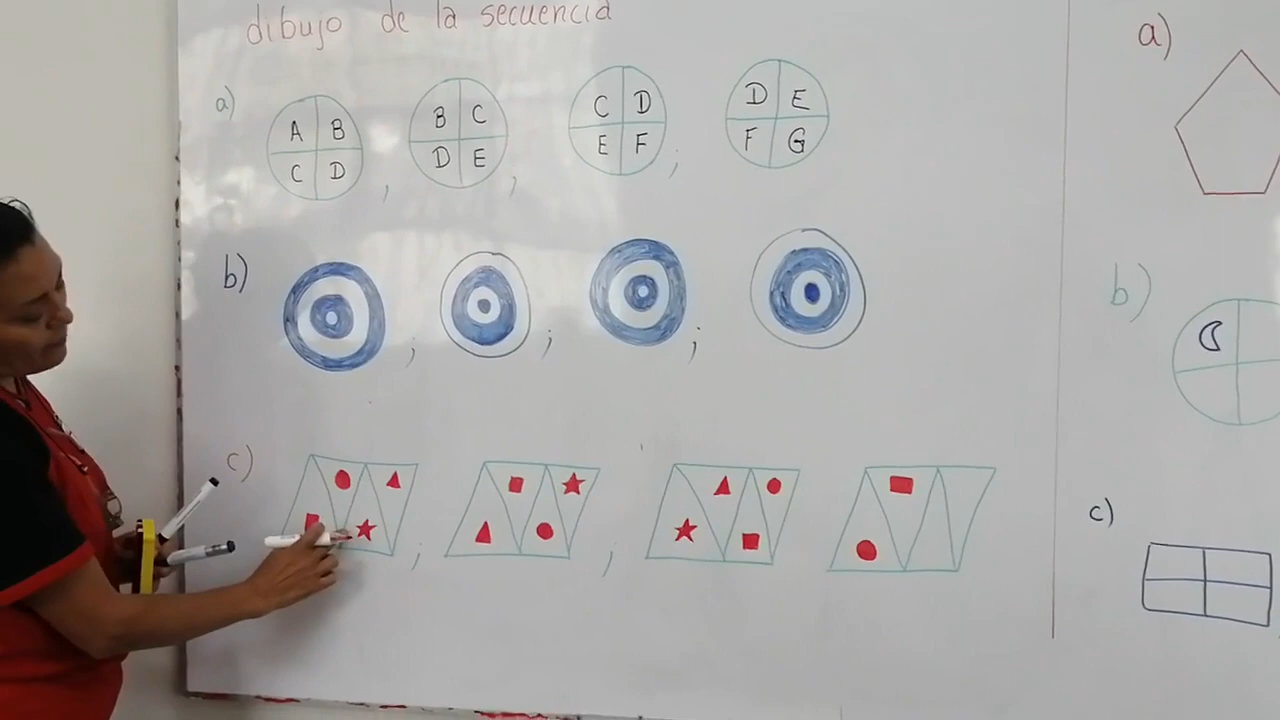 dibujo de la secuencia
a)
A B
C D
,
B C
D E
,
C D
E F
;
D E
F G
b)
;
;
;
c)
;
,
a)
b)
c)